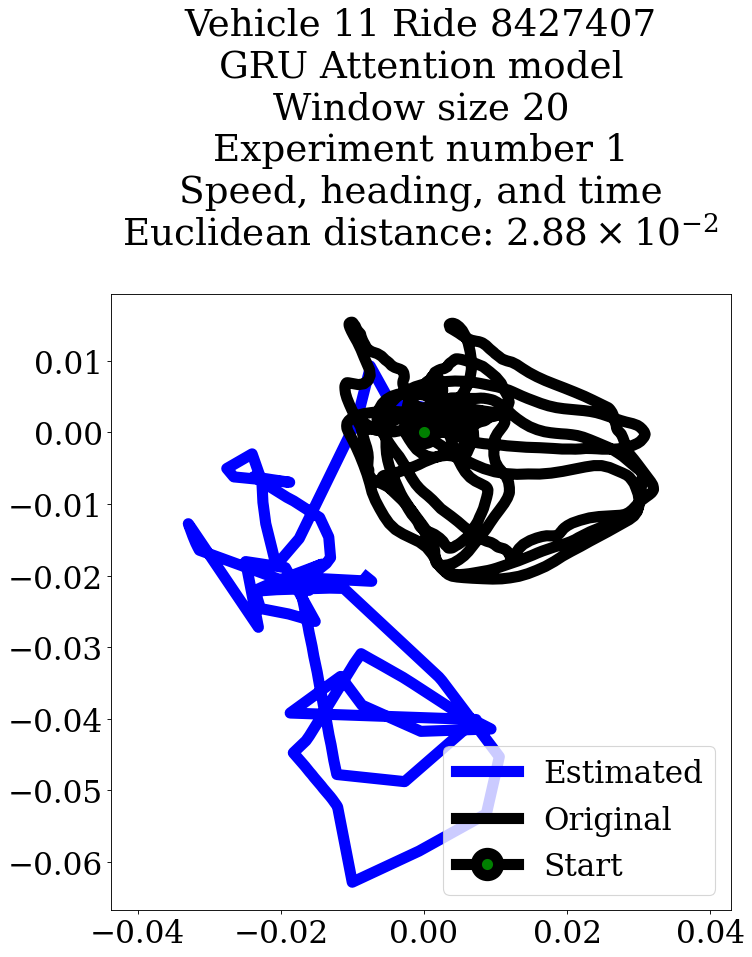 Vehicle 11 Ride 8427407
GRU Attention model
Window size 20
Experiment number 1
Speed, heading, and time
Euclidean distance: 2.88 × 10⁻²
0.01
0.00
−0.01
−0.02
−0.03
−0.04
−0.05
−0.06
Estimated
Original
Start
−0.04
−0.02
0.00
0.02
0.04